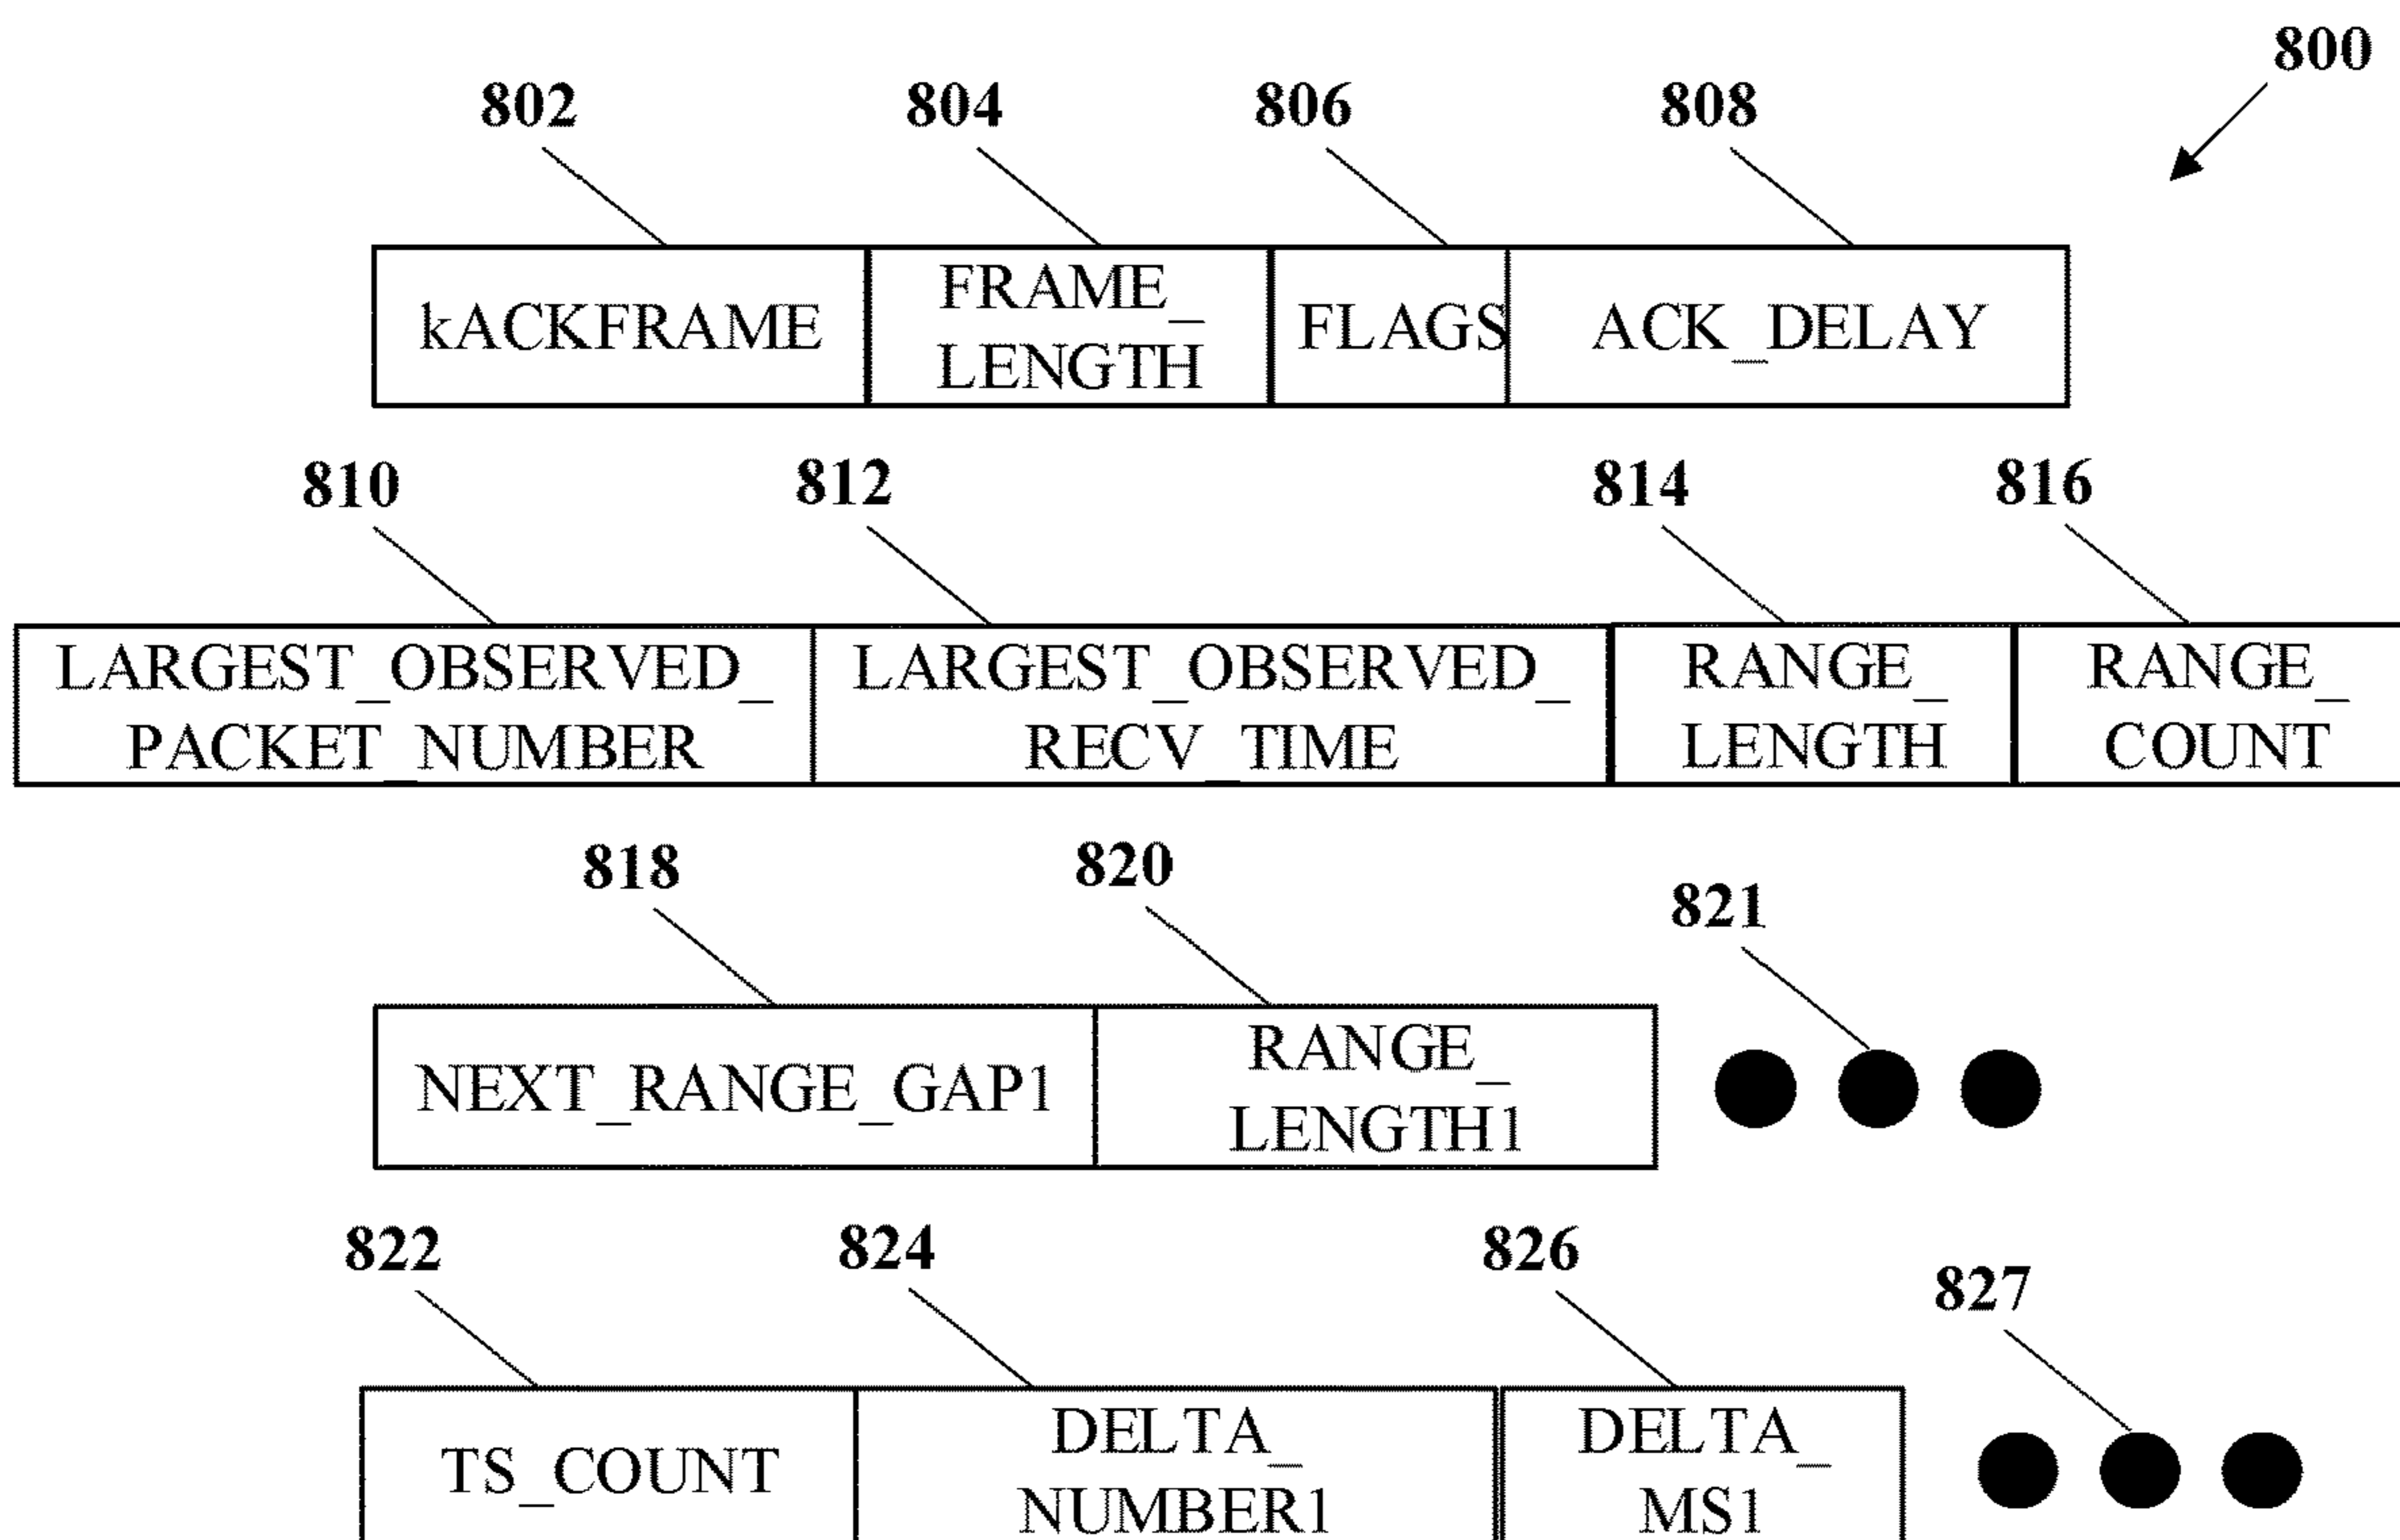 800
802 804 806 808
kACKFRAME FRAME_ FLAGS ACK_DELAY
LENGTH
810 812 814 816
LARGEST_OBSERVED_ LARGEST_OBSERVED_ RANGE_ RANGE_
PACKET_NUMBER RECV_TIME LENGTH COUNT
818 820 821
NEXT_RANGE_GAP1 RANGE_
LENGTH1
822 824 826 827
TS_COUNT DELTA_ DELTA_
NUMBER1 MS1